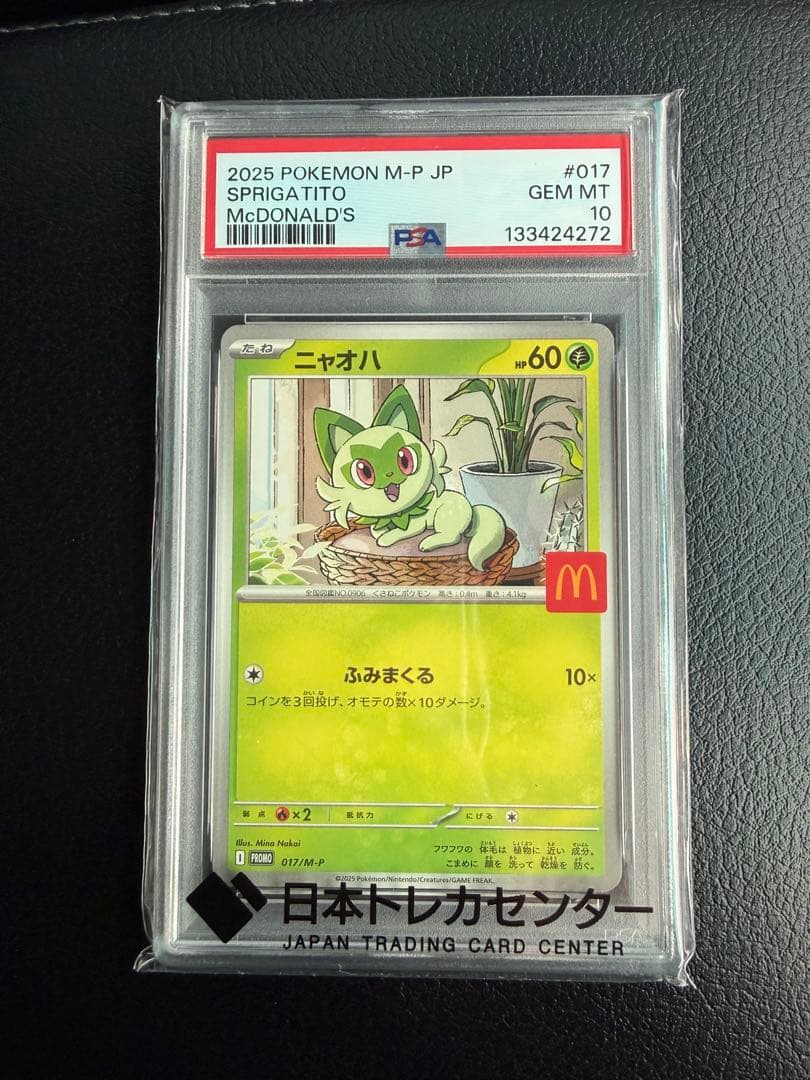 2025 POKEMON M-P JP #017
SPRIGATITO GEM MT
McDONALD'S 10
PSA 133424272
たね ニャオハ HP60
全国図鑑NO.0906 くさねこポケモン 高さ:0.4m 重さ:4.1kg
ふみまくる 10×
コインを3回投げ、オモテの数×10ダメージ。
弱点 ×2 抵抗力 にげる
Illus. Mina Nakai
フワフワの 体毛は 植物に 近い 成分。
こまめに 顔を 洗って 乾燥を 防ぐ。
PROMO 017/M-P
©2025 Pokémon/Nintendo/Creatures/GAME FREAK.
日本トレカセンター
JAPAN TRADING CARD CENTER